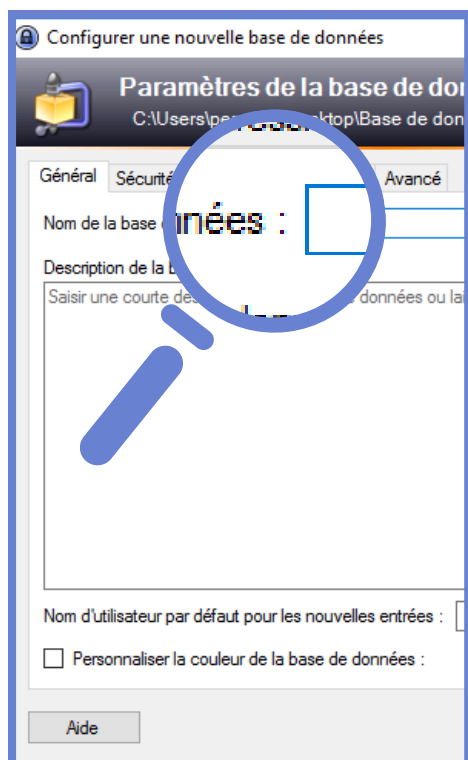 Configurer une nouvelle base de données
Paramètres de la base de do
C:\Users\pe ktop\Base de don
Général Sécurité Avancé
Nom de la base nnées :
Description de la b
Saisir une courte des données ou lai
Nom d'utilisateur par défaut pour les nouvelles entrées :
Personnaliser la couleur de la base de données :
Aide